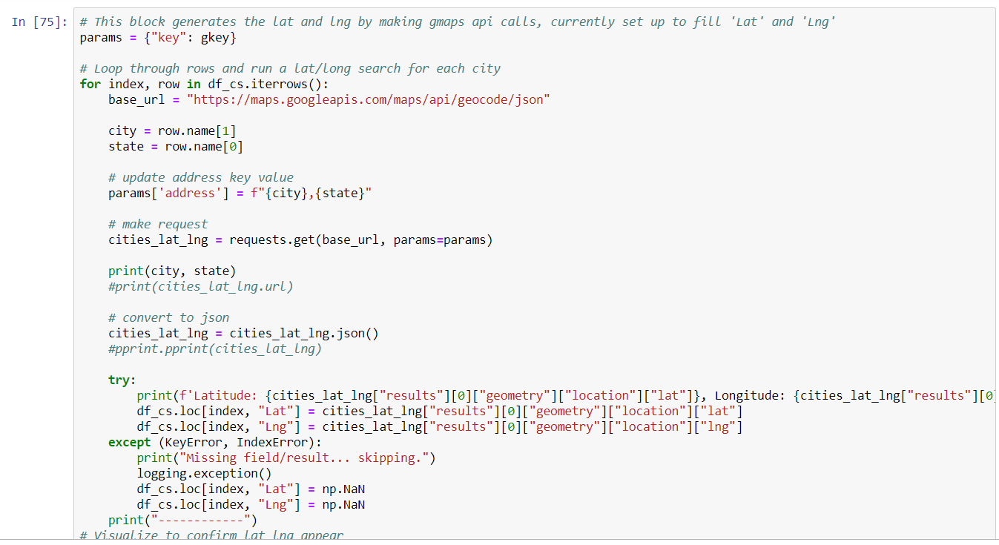 In [75]: # This block generates the lat and lng by making gmaps api calls, currently set up to fill 'Lat' and 'Lng'
params = {"key": gkey}
# Loop through rows and run a lat/long search for each city
for index, row in df_cs.iterrows():
    base_url = "https://maps.googleapis.com/maps/api/geocode/json"
    city = row.name[1]
    state = row.name[0]
    # update address key value
    params['address'] = f"{city},{state}"
    # make request
    cities_lat_lng = requests.get(base_url, params=params)
    print(city, state)
    #print(cities_lat_lng.url)
    # convert to json
    cities_lat_lng = cities_lat_lng.json()
    #pprint.pprint(cities_lat_lng)
    try:
        print(f'Latitude: {cities_lat_lng["results"][0]["geometry"]["location"]["lat"]}, Longitude: {cities_lat_lng["results"][0]
        df_cs.loc[index, "Lat"] = cities_lat_lng["results"][0]["geometry"]["location"]["lat"]
        df_cs.loc[index, "Lng"] = cities_lat_lng["results"][0]["geometry"]["location"]["lng"]
    except (KeyError, IndexError):
        print("Missing field/result... skipping.")
        logging.exception()
        df_cs.loc[index, "Lat"] = np.NaN
        df_cs.loc[index, "Lng"] = np.NaN
    print("------------")
# Visualize to confirm lat lng appear